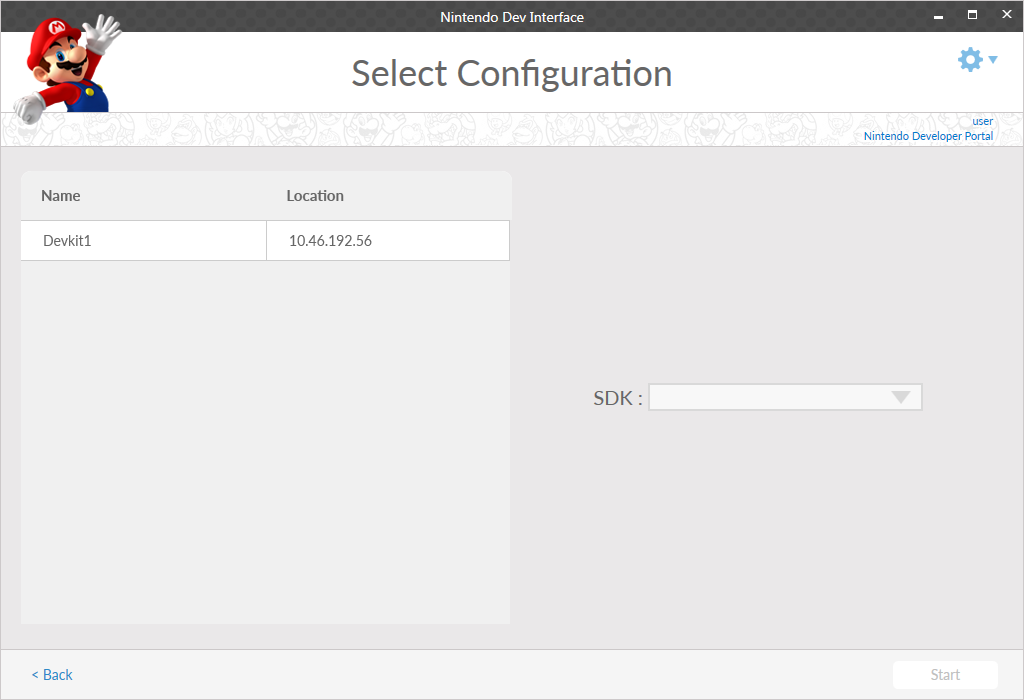 Nintendo Dev Interface
M
Select Configuration
user
Nintendo Developer Portal
Name Location
Devkit1 10.46.192.56
SDK :
< Back
Start